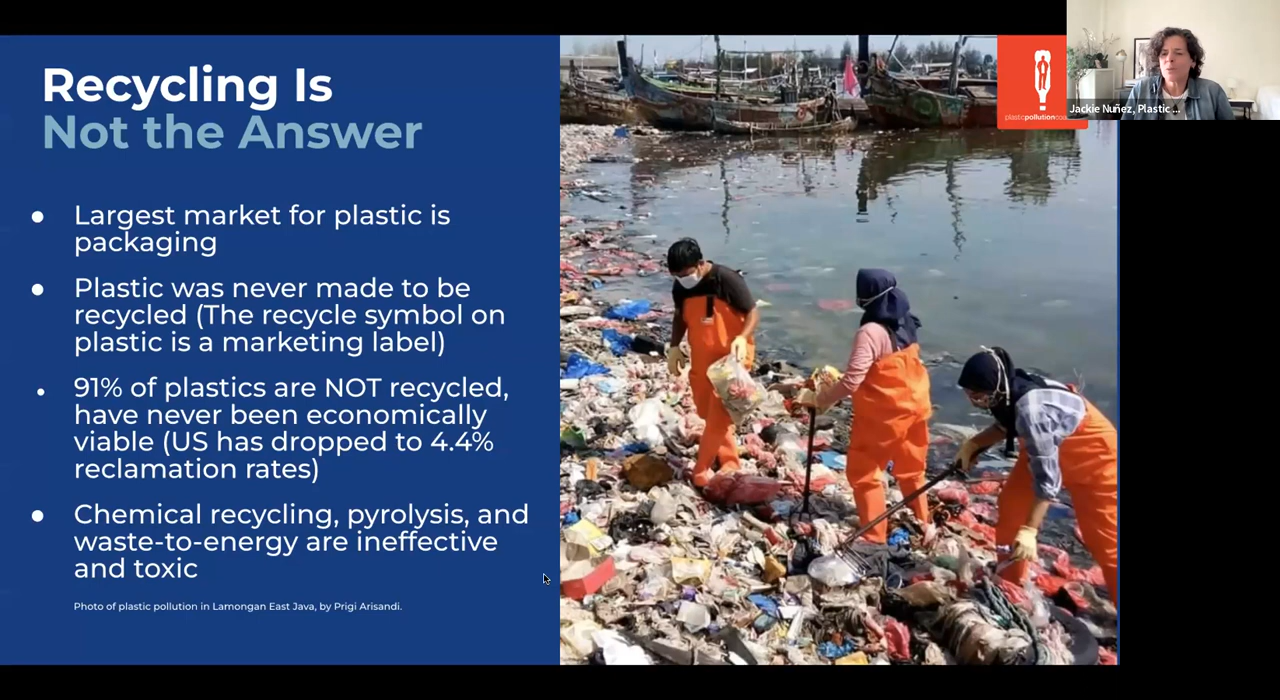 Recycling Is
Not the Answer
● Largest market for plastic is
packaging
● Plastic was never made to be
recycled (The recycle symbol on
plastic is a marketing label)
● 91% of plastics are NOT recycled,
have never been economically
viable (US has dropped to 4.4%
reclamation rates)
● Chemical recycling, pyrolysis, and
waste-to-energy are ineffective
and toxic
Photo of plastic pollution in Lamongan East Java, by Prigi Arisandi.
plasticpollution
Jackie Nuñez, Plastic ...